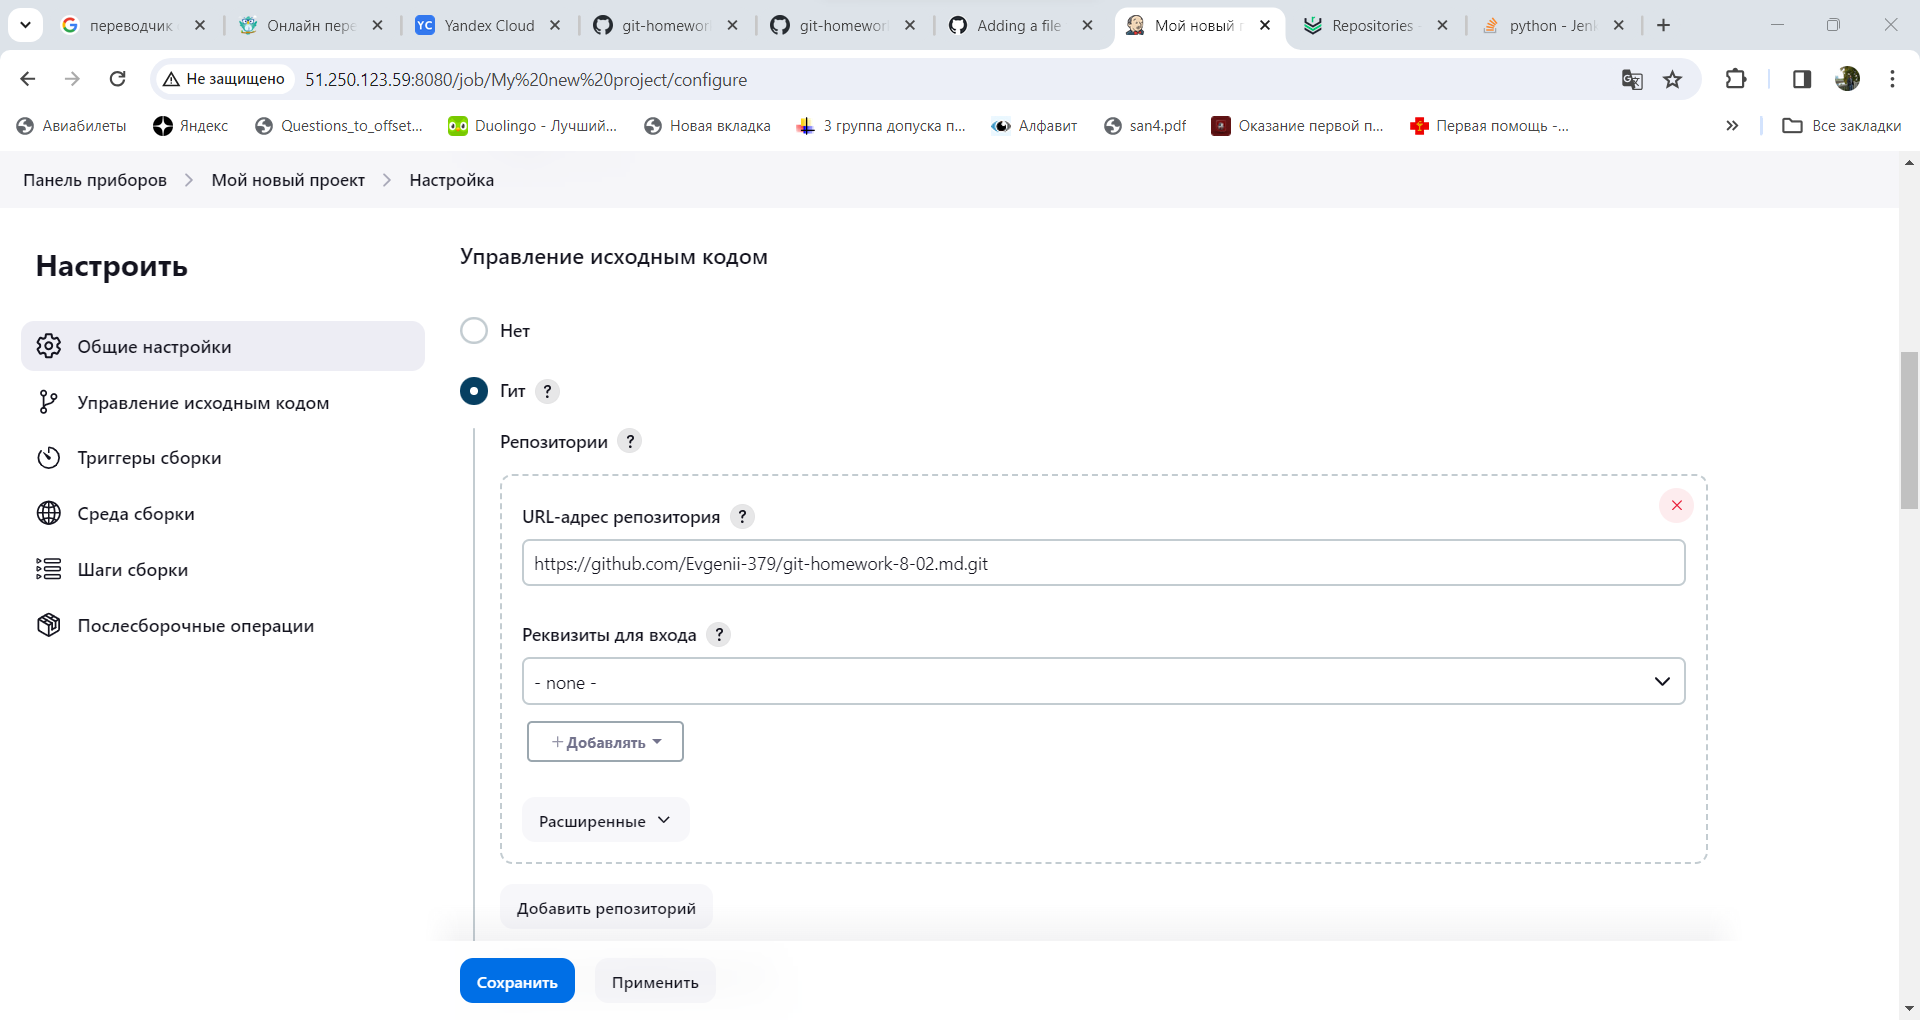 переводчик
Онлайн пере
Yandex Cloud
git-homewor
git-homewor
Adding a file
Мой новый п
Repositories
python - Jenk
Не защищено
51.250.123.59:8080/job/My%20new%20project/configure
Авиабилеты
Яндекс
Questions_to_offset...
Duolingo - Лучший...
Новая вкладка
3 группа допуска п...
Алфавит
san4.pdf
Оказание первой п...
Первая помощь -...
Все закладки
Панель приборов
Мой новый проект
Настройка
Настроить
Общие настройки
Управление исходным кодом
Триггеры сборки
Среда сборки
Шаги сборки
Послесборочные операции
Управление исходным кодом
Нет
Гит ?
Репозитории ?
URL-адрес репозитория ?
https://github.com/Evgenii-379/git-homework-8-02.md.git
Реквизиты для входа ?
- none -
+ Добавлять
Расширенные
Добавить репозиторий
Сохранить
Применить